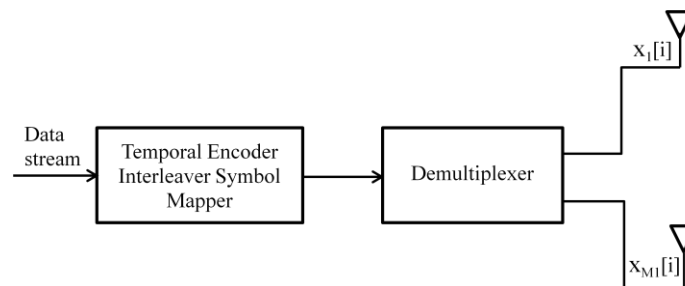 Data
stream
Temporal Encoder
Interleaver Symbol
Mapper
Demultiplexer
x1[i]
xM1[i]